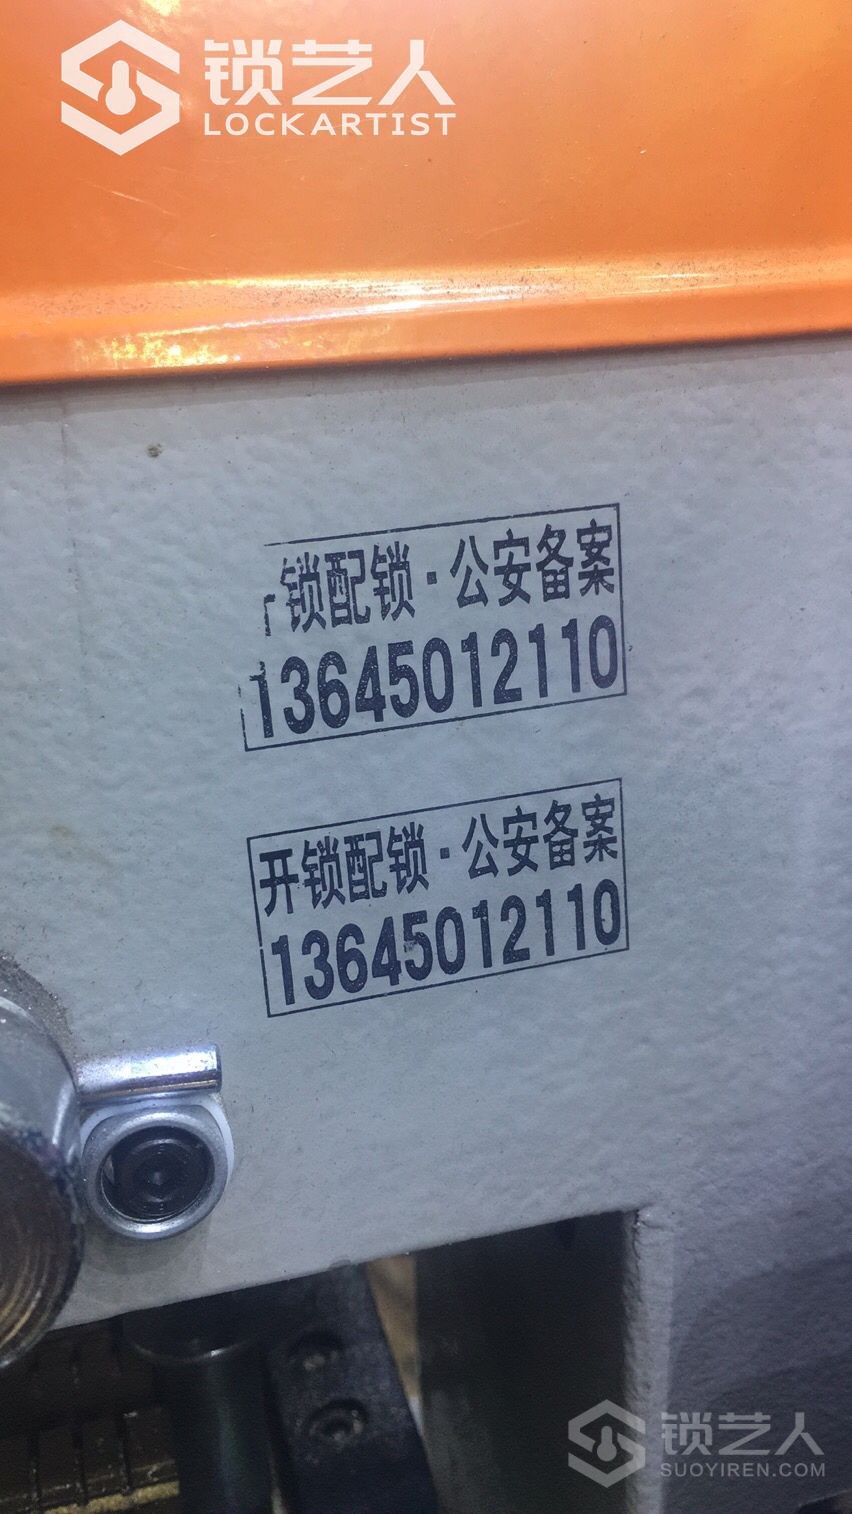 锁艺人
LOCKARTIST
锁配锁·公安备案
13645012110
开锁配锁·公安备案
13645012110
锁艺人
SUOYIREN.COM